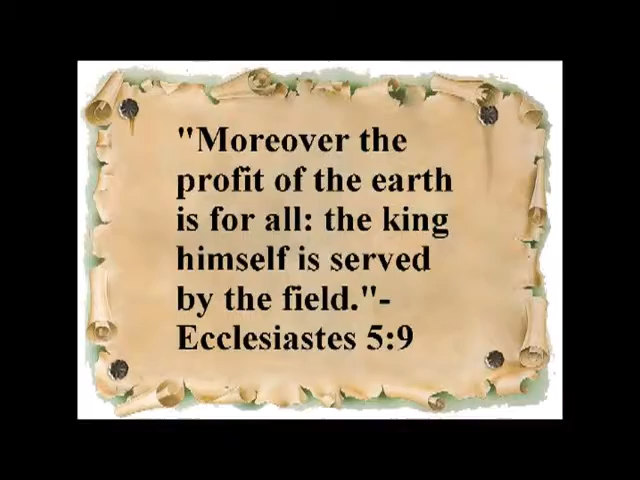 "Moreover the
profit of the earth
is for all: the king
himself is served
by the field."-
Ecclesiastes 5:9